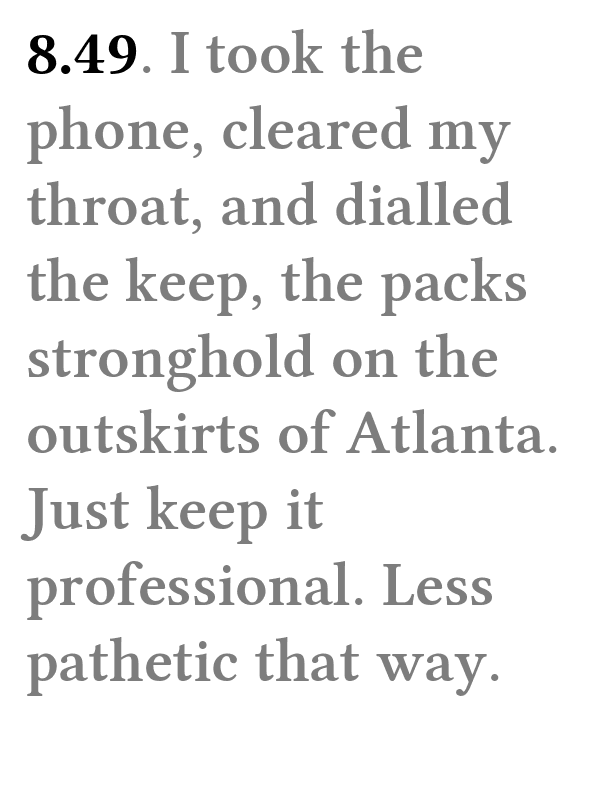 8.49. I took the
phone, cleared my
throat, and dialled
the keep, the packs
stronghold on the
outskirts of Atlanta.
Just keep it
professional. Less
pathetic that way.